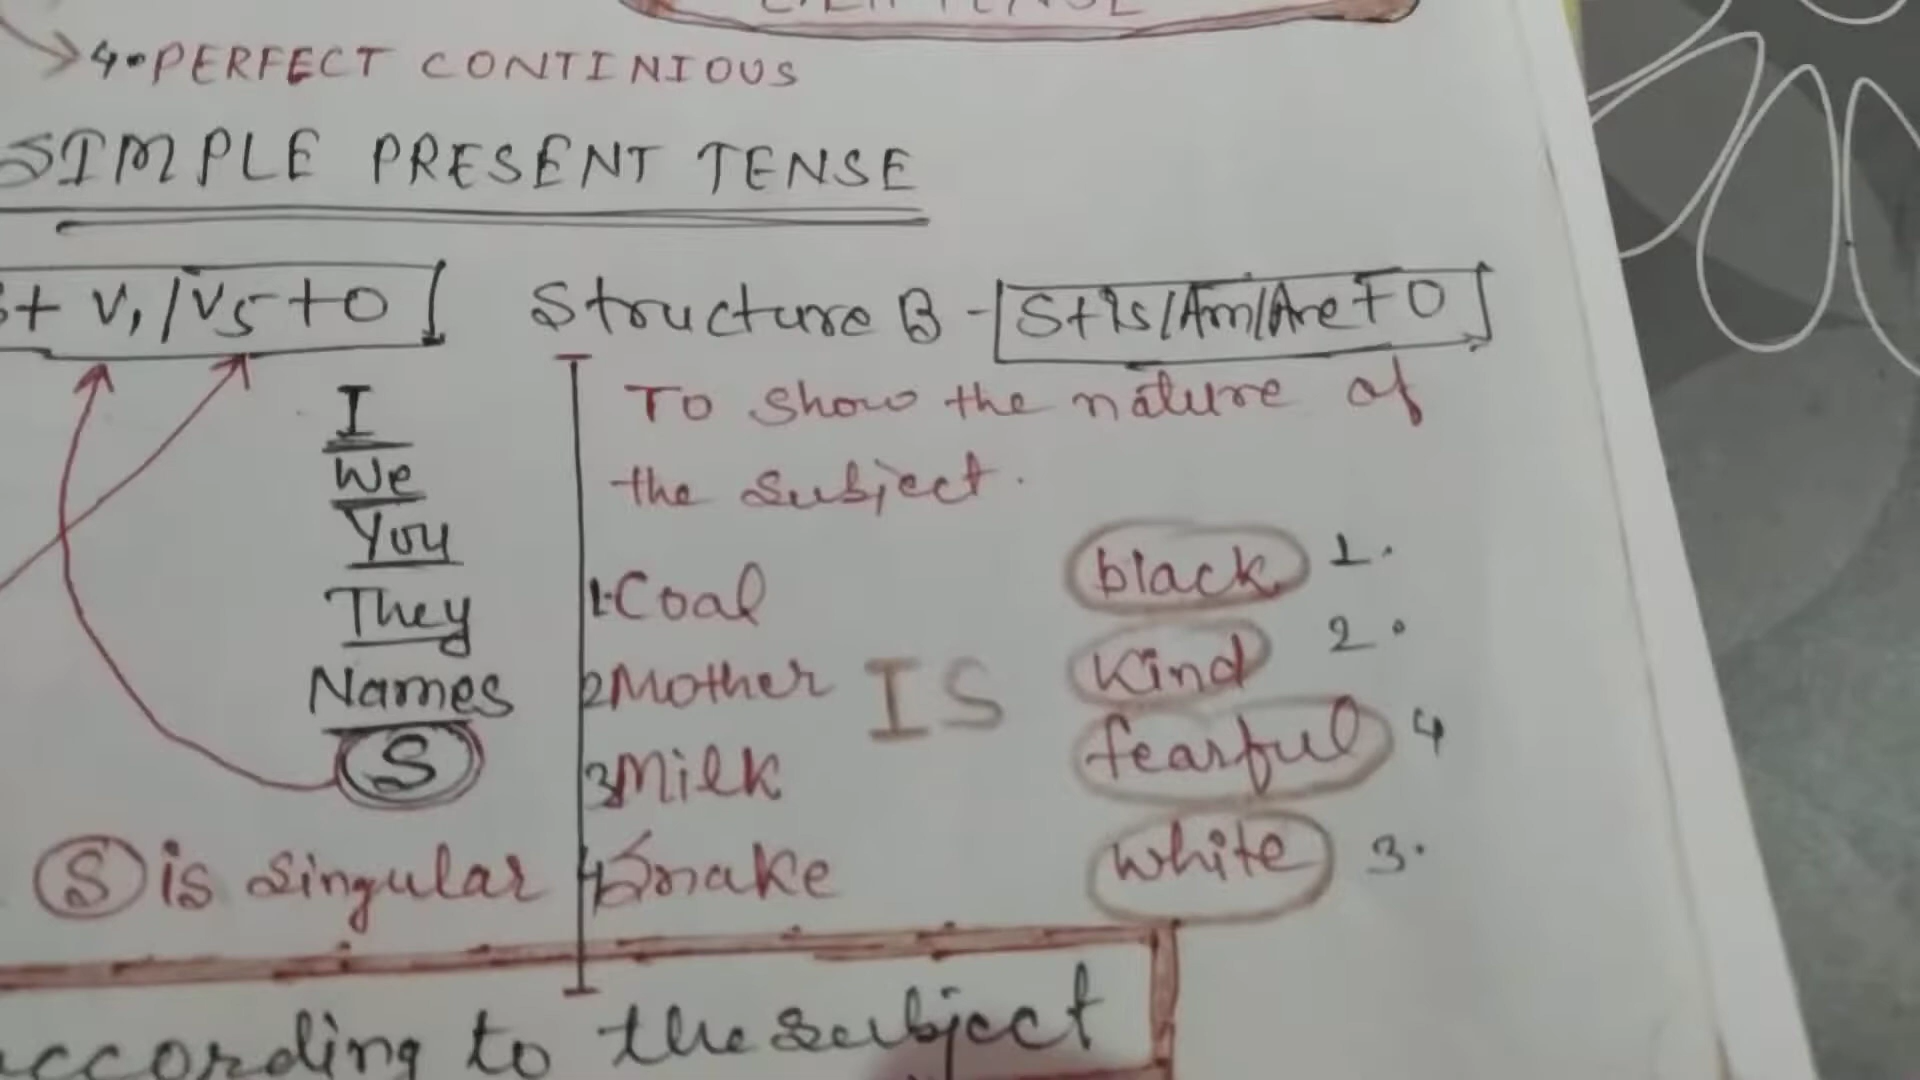 4. PERFECT CONTINIOUS
SIMPLE PRESENT TENSE
+ V1/V5+O
Structure B - S+is/Am/Are+O
I
We
You
They
Names
S
S is singular
To show the nature of
the subject.
1. Coal
2 Mother
3 Milk
4 Snake
IS
black 1.
kind 2.
fearful 4
white 3.
according to the subject